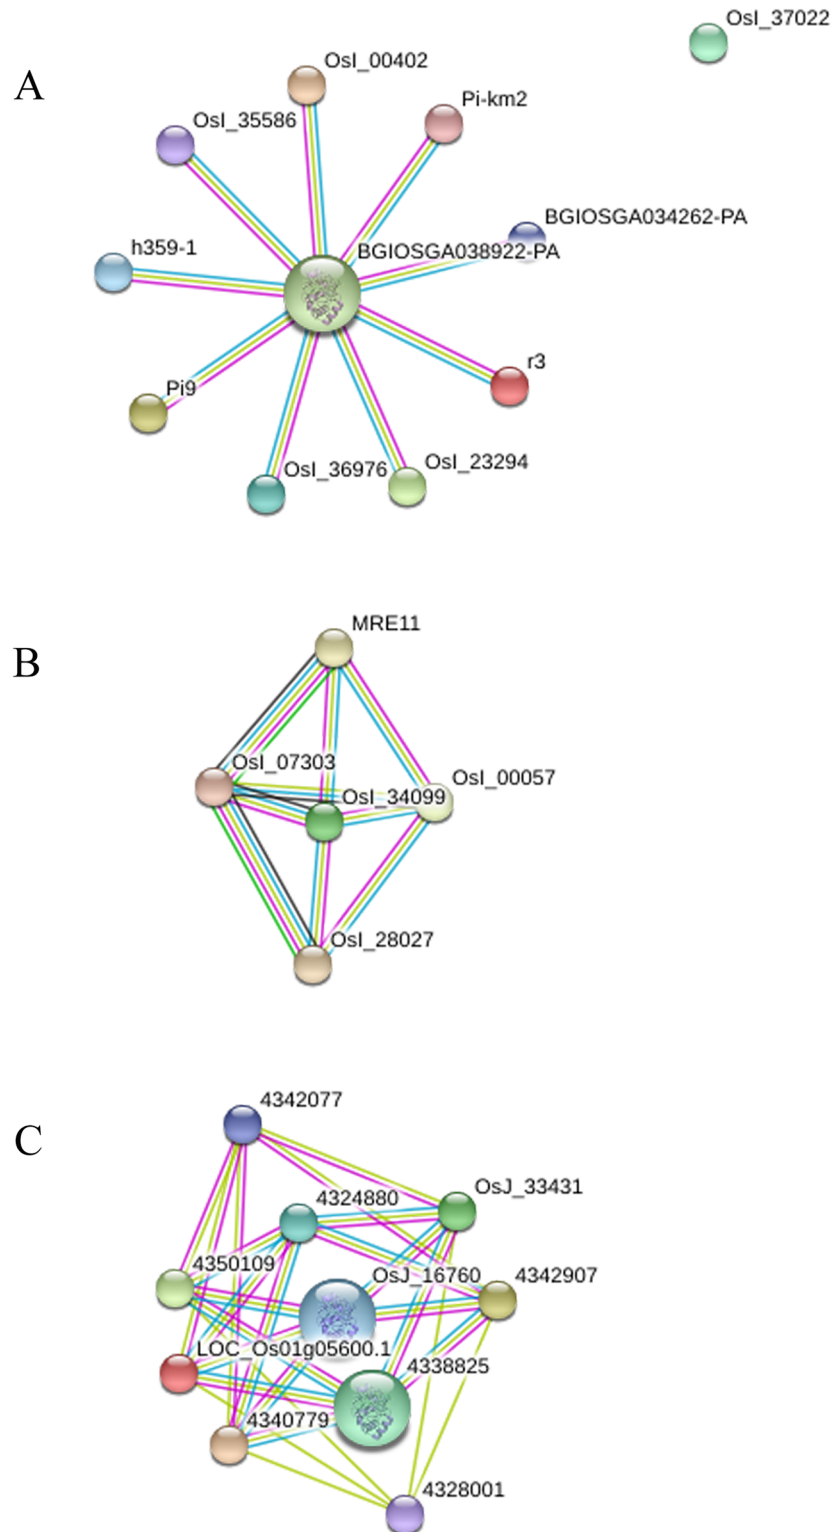 OsI_37022
A
OsI_00402
Pi-km2
OsI_35586
BGIOSGA034262-PA
h359-1
BGIOSGA038922-PA
r3
Pi9
OsI_36976
OsI_23294
B
MRE11
OsI_07303
OsI_00057
OsI_34099
OsI_28027
C
4342077
OsJ_33431
4324880
4350109
OsJ_16760
4342907
LOC_Os01g05600.1
4338825
4340779
4328001